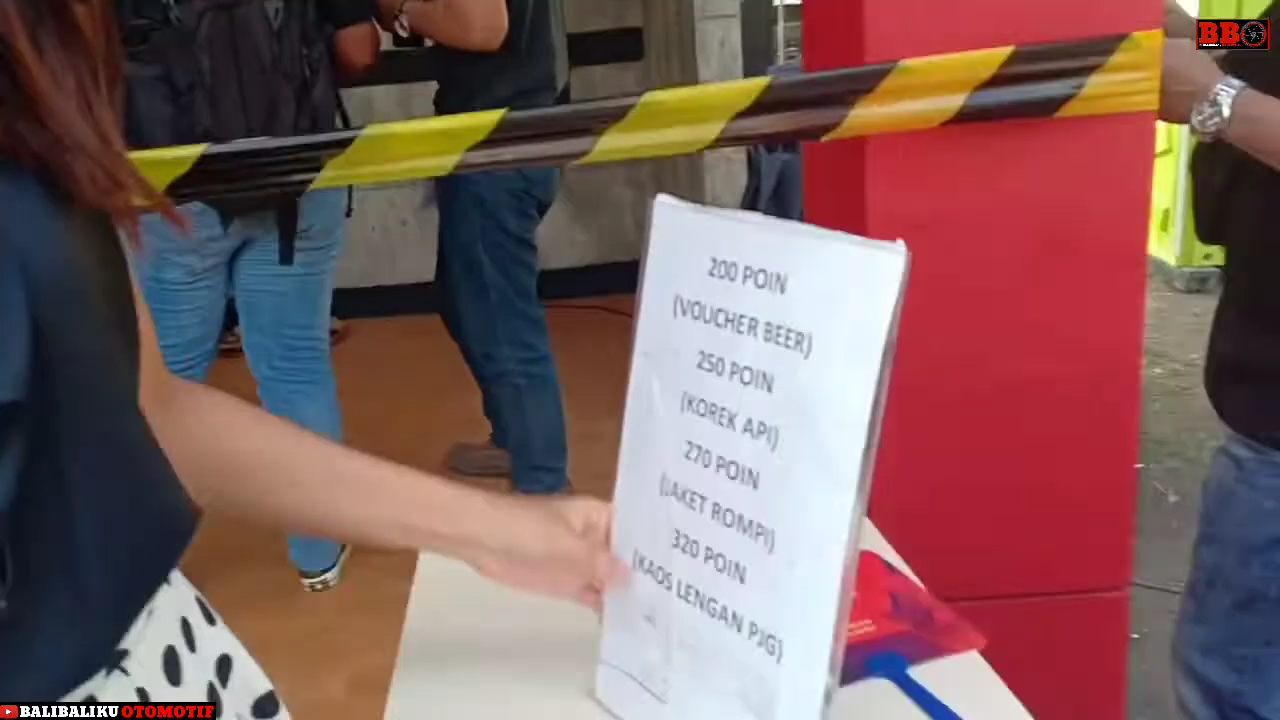 BBO
200 POIN
(VOUCHER BEER)
250 POIN
(KOREK API)
270 POIN
(JAKET ROMPI)
320 POIN
(KAOS LENGAN PJG)
BALIBALIKU OTOMOTIF